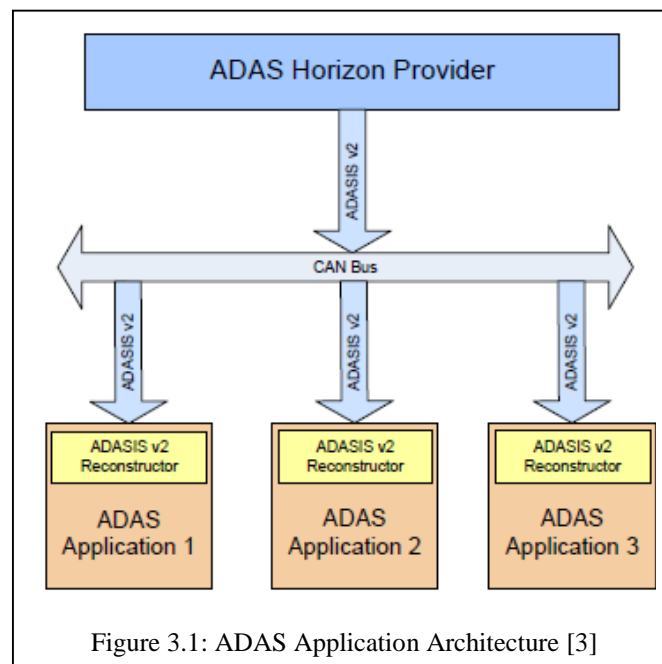 ADAS Horizon Provider
ADASIS v2
CAN Bus
ADASIS v2
ADASIS v2
ADASIS v2
ADASIS v2
Reconstructor
ADAS
Application 1
ADASIS v2
Reconstructor
ADAS
Application 2
ADASIS v2
Reconstructor
ADAS
Application 3
Figure 3.1: ADAS Application Architecture [3]